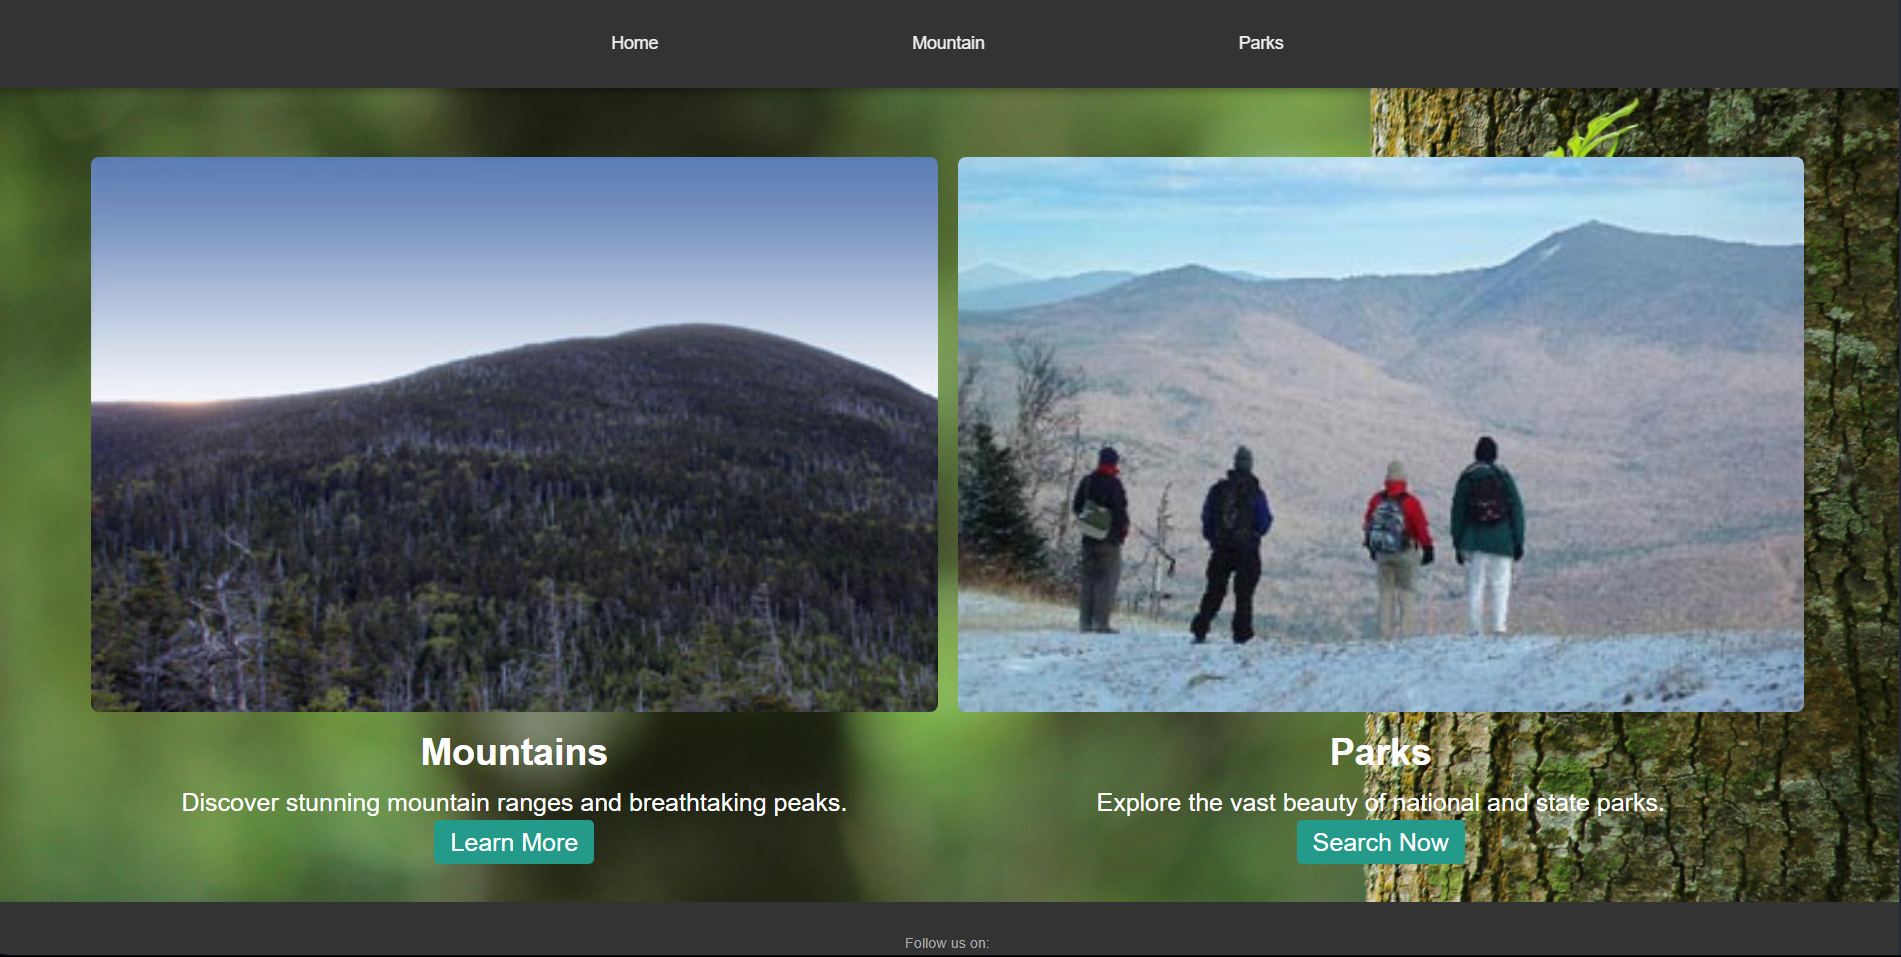 Home Mountain Parks
Mountains
Discover stunning mountain ranges and breathtaking peaks.
Learn More
Parks
Explore the vast beauty of national and state parks.
Search Now
Follow us on: